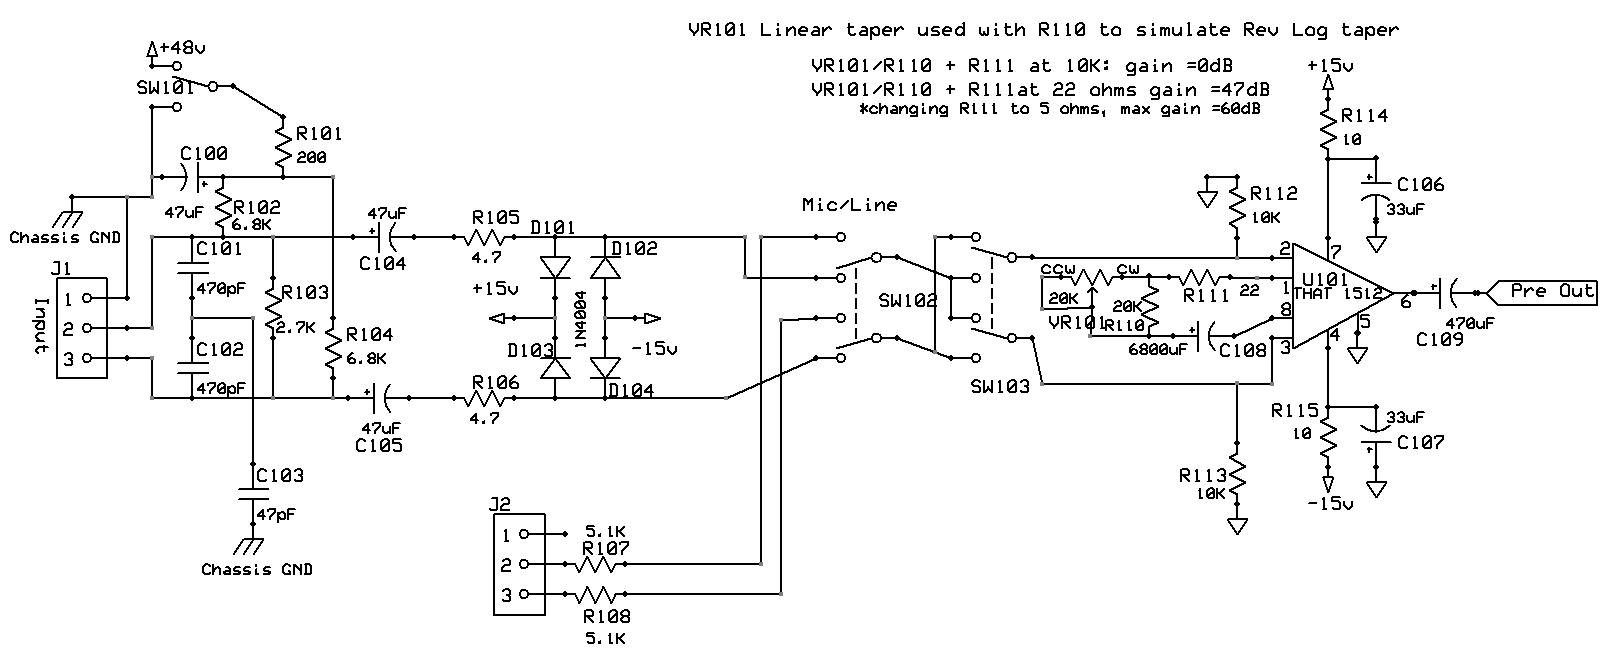 VR101 Linear taper used with R110 to simulate Rev Log taper
VR101/R110 + R111 at 10K: gain =0dB
VR101/R110 + R111at 22 ohms gain =47dB
*changing R111 to 5 ohms, max gain =60dB
+48v
SW101
R101
200
C100
+
47uF
R102
6.8K
Chassis GND
C101
470pF
J1
Input
1
2
3
R103
2.7K
C102
470pF
R104
6.8K
C103
47pF
Chassis GND
47uF
+
C104
R105
4.7
D101
D102
+15v
1N4004
-15v
D103
D104
+
47uF
C105
R106
4.7
J2
1
2
3
5.1K
R107
R108
5.1K
Mic/Line
SW102
SW103
+15v
R114
10
+
C106
33uF
R112
10K
CCW
CW
20K
VR101
20K
R110
R111
22
6800uF
+
C108
2
1
8
3
7
U101
THAT 1512
6
5
4
+
470uF
C109
Pre Out
R113
10K
R115
10
33uF
+
C107
-15v